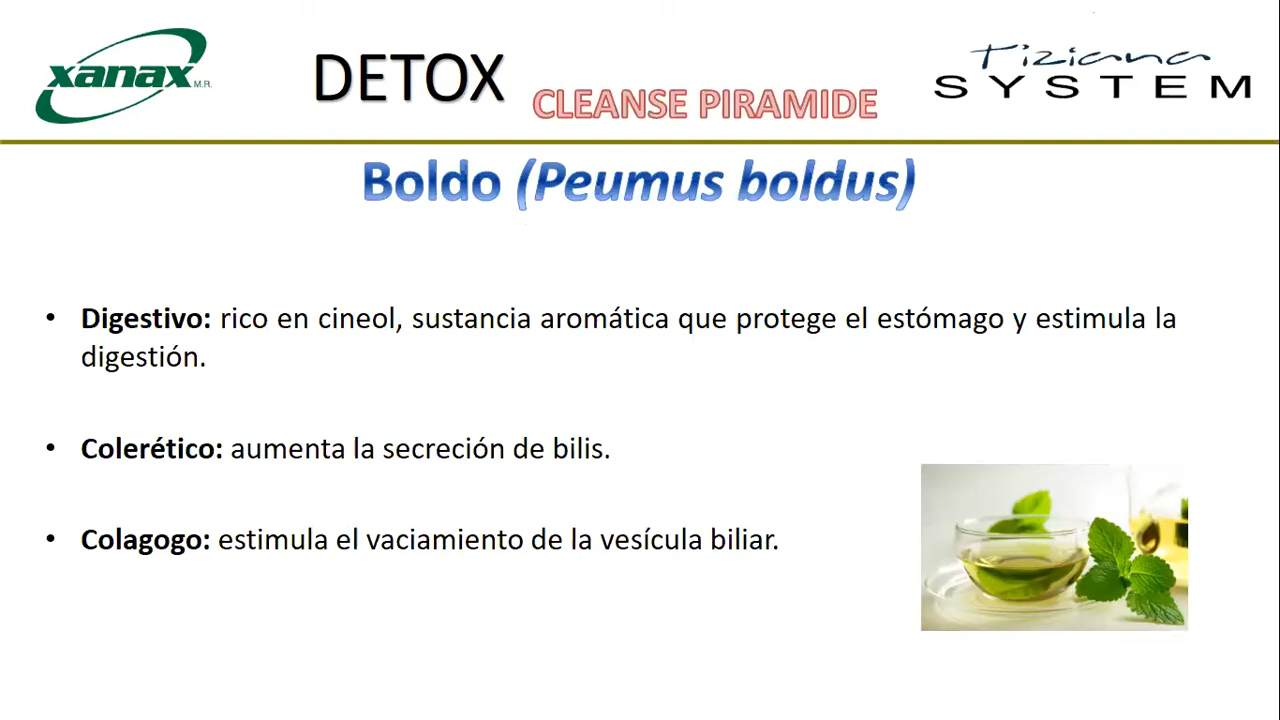 xanax M.R.
DETOX
CLEANSE PIRAMIDE
Tiziana
SYSTEM
Boldo (Peumus boldus)
• Digestivo: rico en cineol, sustancia aromática que protege el estómago y estimula la
digestión.
• Colerético: aumenta la secreción de bilis.
• Colagogo: estimula el vaciamiento de la vesícula biliar.